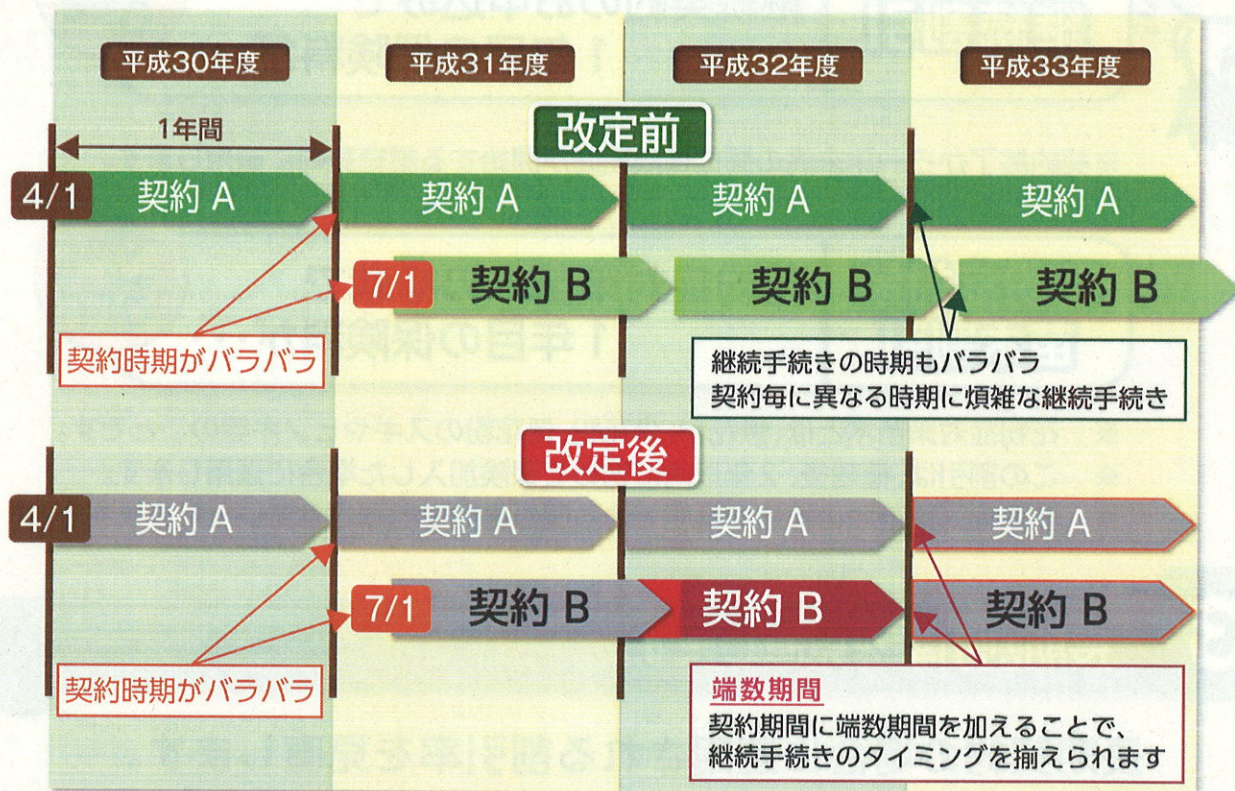 平成30年度
平成31年度
平成32年度
平成33年度
1年間
改定前
4/1
契約 A
契約 A
契約 A
契約 A
7/1
契約 B
契約 B
契約 B
契約時期がバラバラ
継続手続きの時期もバラバラ
契約毎に異なる時期に煩雑な継続手続き
改定後
4/1
契約 A
契約 A
契約 A
契約 A
7/1
契約 B
契約 B
契約 B
契約時期がバラバラ
端数期間
契約期間に端数期間を加えることで、
継続手続きのタイミングを揃えられます